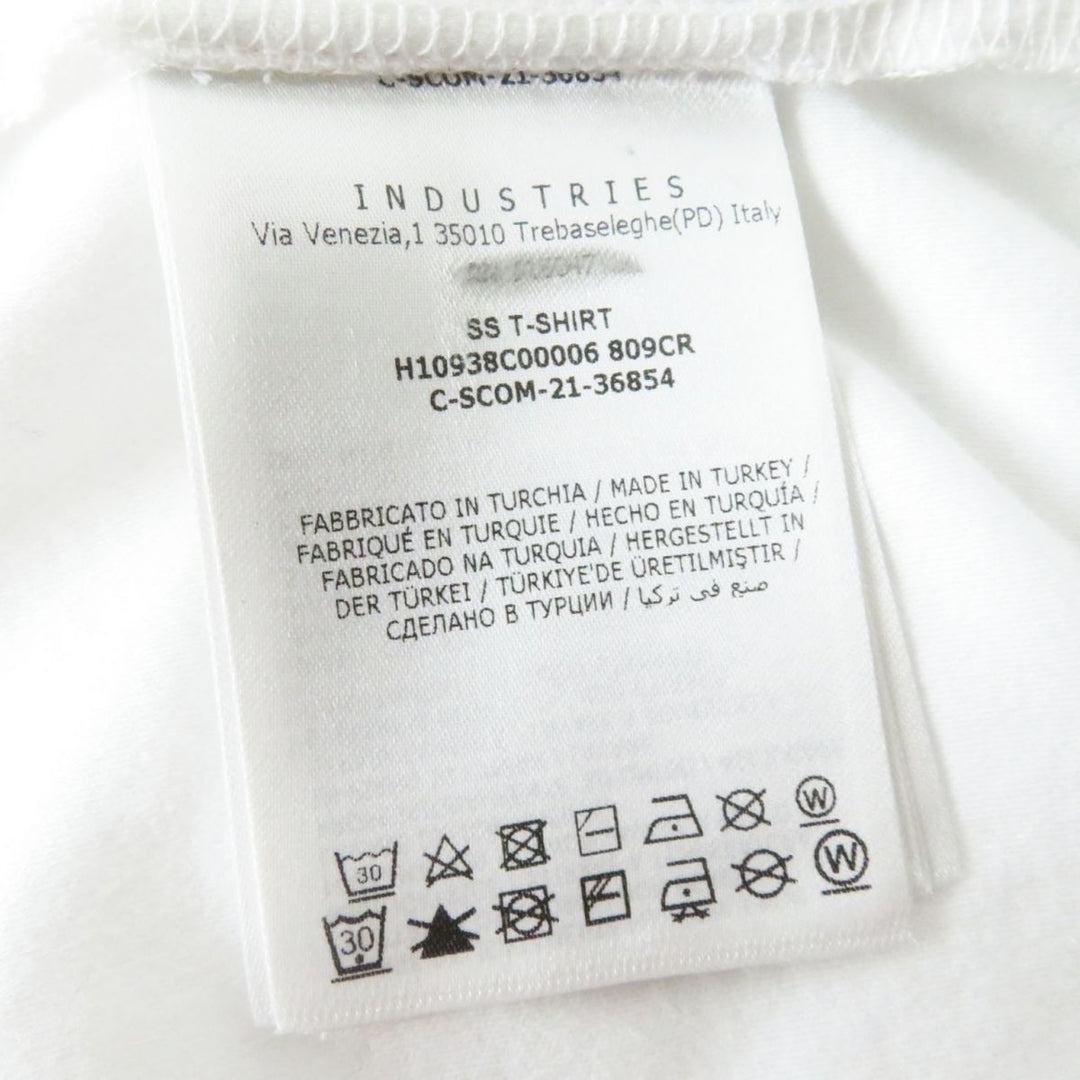 C-SCOM-21-36854
INDUSTRIES
Via Venezia,1 35010 Trebaseleghe(PD) Italy
SS T-SHIRT
H10938C00006 809CR
C-SCOM-21-36854
FABBRICATO IN TURCHIA / MADE IN TURKEY /
FABRIQUÉ EN TURQUIE / HECHO EN TURQUÍA /
FABRICADO NA TURQUIA / HERGESTELLT IN
DER TÜRKEI / TÜRKIYE'DE ÜRETILMIŞTIR /
СДЕЛАНО В ТУРЦИИ / صنع في تركيا
30
W
30
W